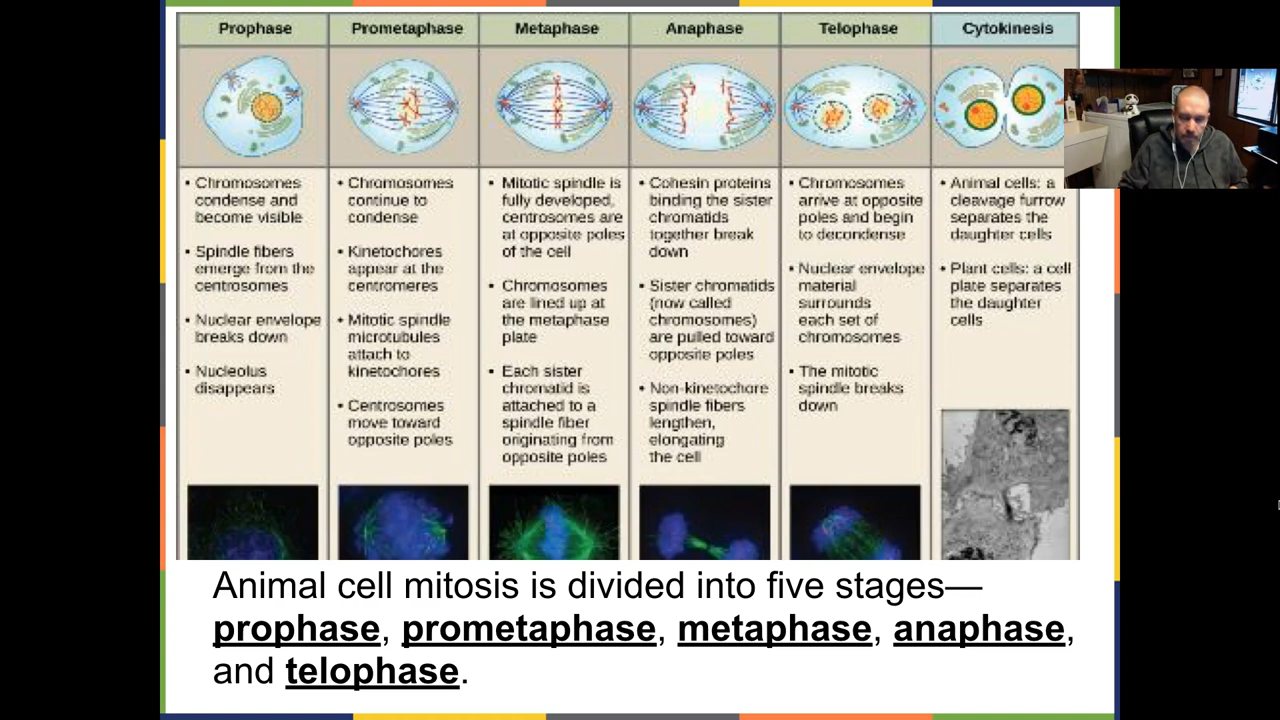 Prophase
Prometaphase
Metaphase
Anaphase
Telophase
Cytokinesis
• Chromosomes
condense and
become visible
• Spindle fibers
emerge from the
centrosomes
• Nuclear envelope
breaks down
• Nucleolus
disappears
• Chromosomes
continue to
condense
• Kinetochores
appear at the
centromeres
• Mitotic spindle
microtubules
attach to
kinetochores
• Centrosomes
move toward
opposite poles
• Mitotic spindle is
fully developed,
centrosomes are
at opposite poles
of the cell
• Chromosomes
are lined up at
the metaphase
plate
• Each sister
chromatid is
attached to a
spindle fiber
originating from
opposite poles
• Cohesin proteins
binding the sister
chromatids
together break
down
• Sister chromatids
(now called
chromosomes)
are pulled toward
opposite poles
• Non-kinetochore
spindle fibers
lengthen,
elongating
the cell
• Chromosomes
arrive at opposite
poles and begin
to decondense
• Nuclear envelope
material
surrounds
each set of
chromosomes
• The mitotic
spindle breaks
down
• Animal cells: a
cleavage furrow
separates the
daughter cells
• Plant cells: a cell
plate separates
the daughter
cells
Animal cell mitosis is divided into five stages—
prophase, prometaphase, metaphase, anaphase,
and telophase.